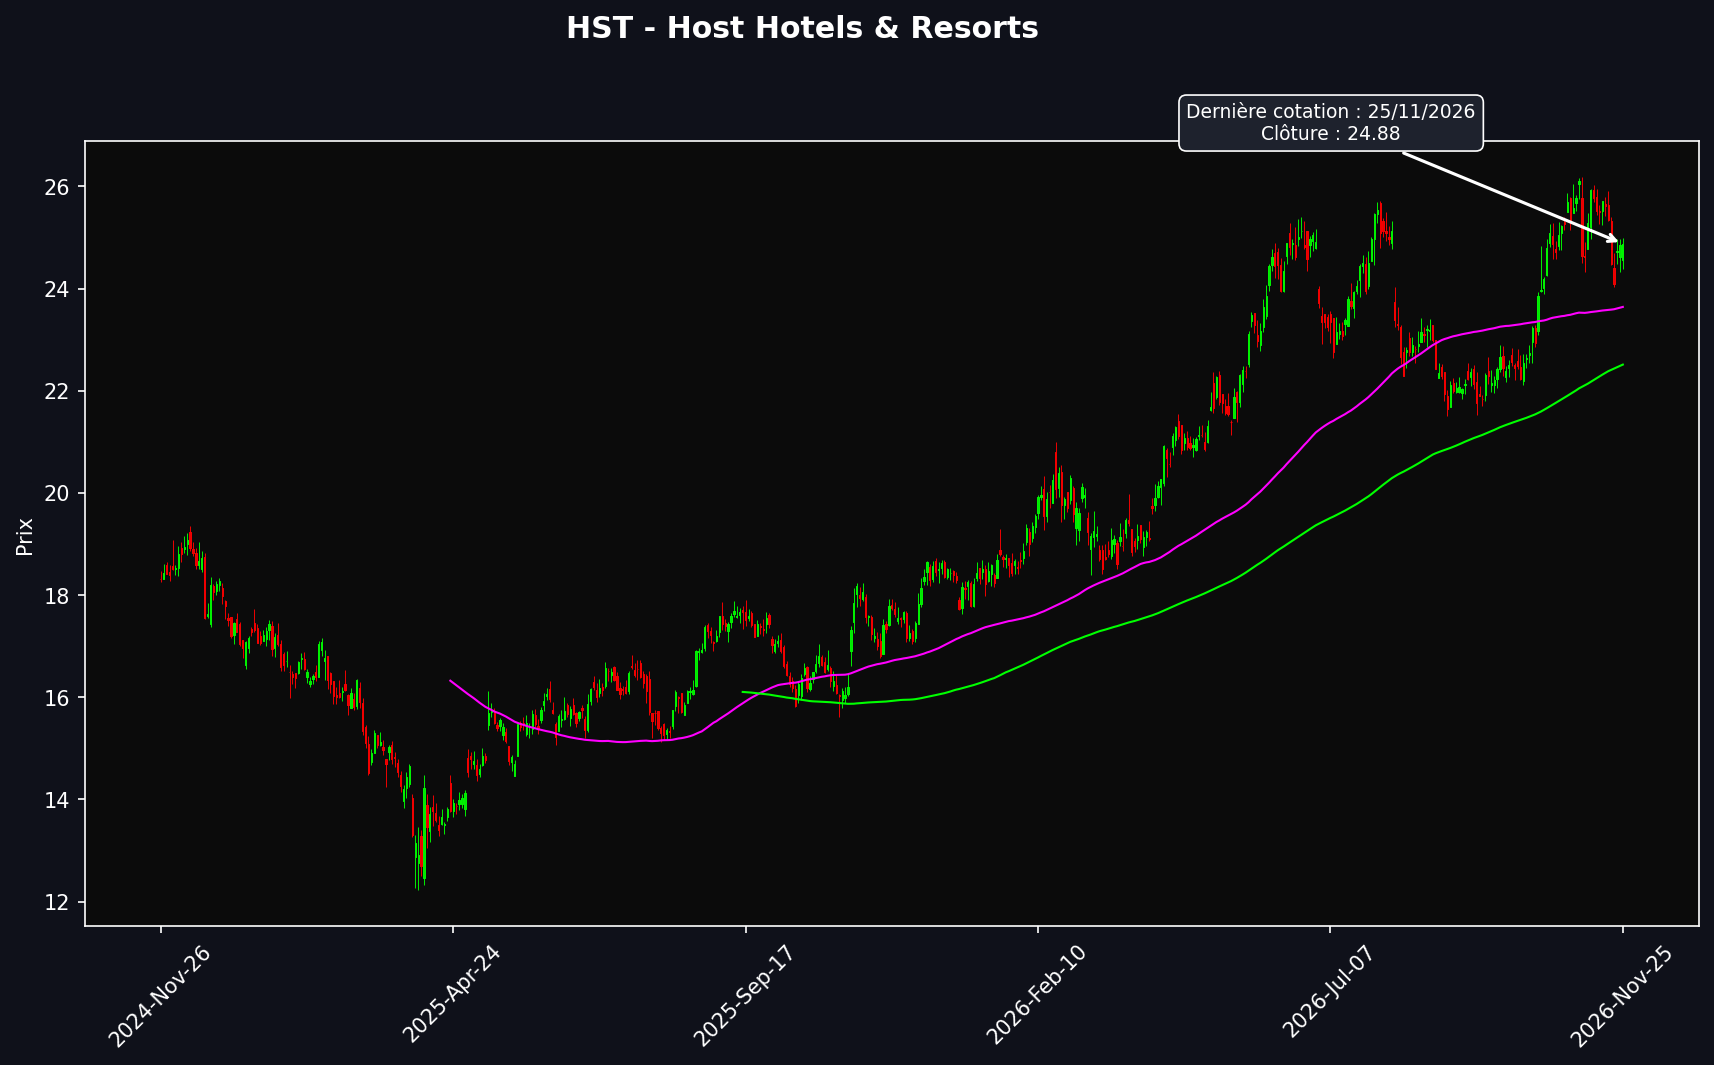 HST - Host Hotels & Resorts
Dernière cotation : 25/11/2026
Clôture : 24.88
Prix
26
24
22
20
18
16
14
12
2024-Nov-26
2025-Apr-24
2025-Sep-17
2026-Feb-10
2026-Jul-07
2026-Nov-25